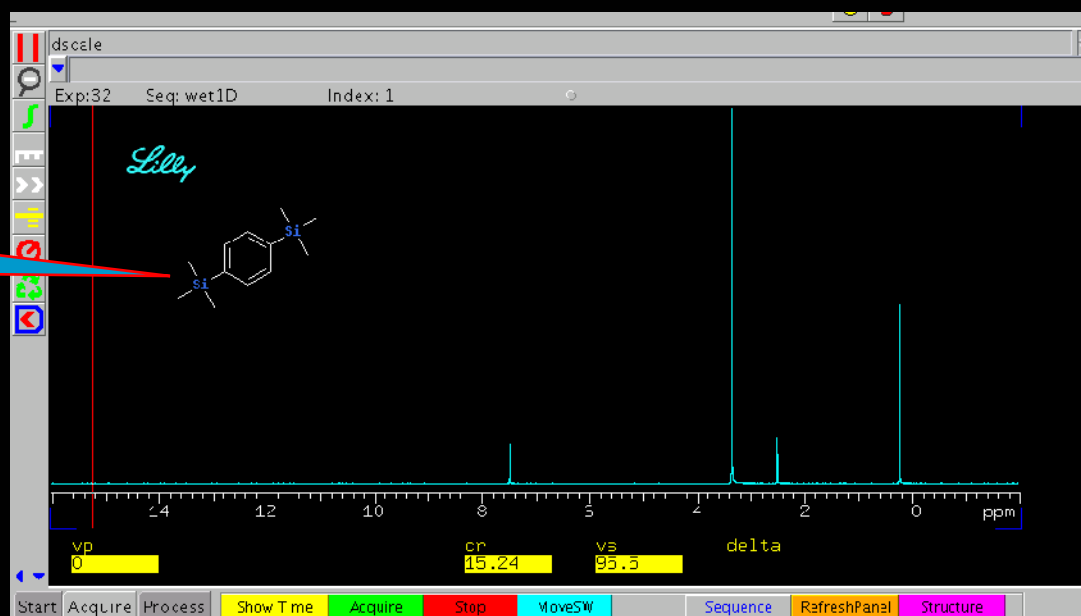 dscale
Exp:32 Seq: wet1D Index: 1
Lilly
Si
Si
14 12 10 8 6 4 2 0 ppm
vp cr vs delta
0 15.24 95.5
Start Acquire Process Show Time Acquire Stop MoveSW Sequence RefreshPanel Structure